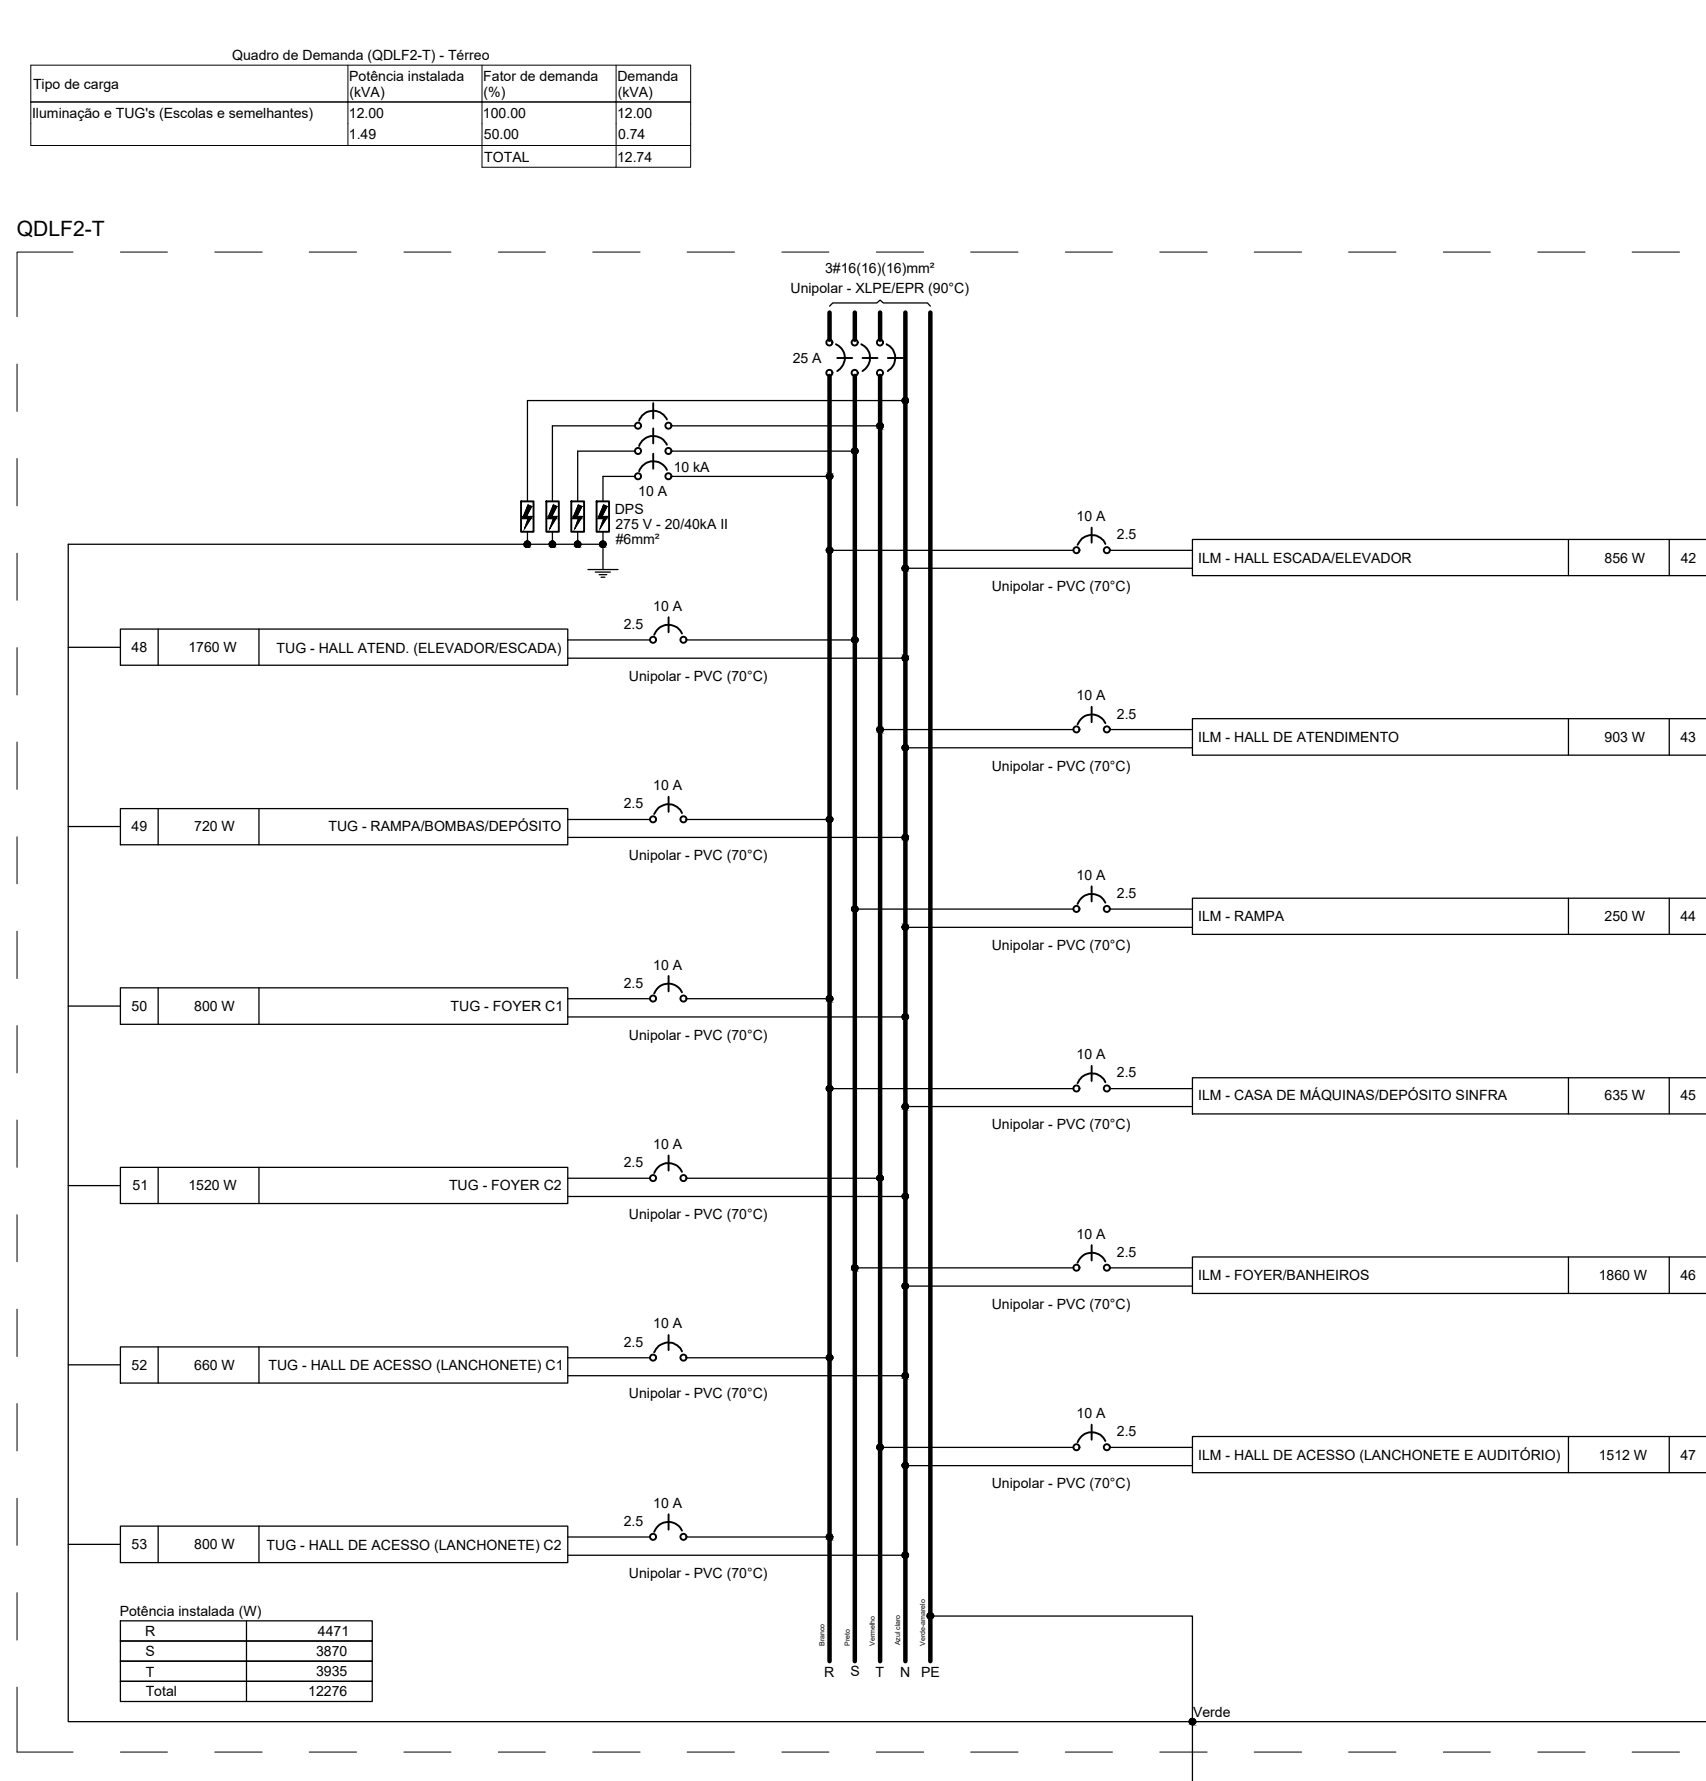 Quadro de Demanda (QDLF2-T) - Térreo
Tipo de carga
Potência instalada
(kVA)
Fator de demanda
(%)
Demanda
(kVA)
Iluminação e TUG's (Escolas e semelhantes)
12.00
100.00
12.00
1.49
50.00
0.74
TOTAL
12.74
QDLF2-T
3#16(16)(16)mm²
Unipolar - XLPE/EPR (90°C)
25 A
10 kA
10 A
DPS
275 V - 20/40kA II
#6mm²
10 A
2.5
ILM - HALL ESCADA/ELEVADOR 856 W 42
Unipolar - PVC (70°C)
10 A
2.5
48 1760 W TUG - HALL ATEND. (ELEVADOR/ESCADA)
Unipolar - PVC (70°C)
10 A
2.5
ILM - HALL DE ATENDIMENTO 903 W 43
Unipolar - PVC (70°C)
10 A
2.5
49 720 W TUG - RAMPA/BOMBAS/DEPÓSITO
Unipolar - PVC (70°C)
10 A
2.5
ILM - RAMPA 250 W 44
Unipolar - PVC (70°C)
10 A
2.5
50 800 W TUG - FOYER C1
Unipolar - PVC (70°C)
10 A
2.5
ILM - CASA DE MÁQUINAS/DEPÓSITO SINFRA 635 W 45
Unipolar - PVC (70°C)
10 A
2.5
51 1520 W TUG - FOYER C2
Unipolar - PVC (70°C)
10 A
2.5
ILM - FOYER/BANHEIROS 1860 W 46
Unipolar - PVC (70°C)
10 A
2.5
52 660 W TUG - HALL DE ACESSO (LANCHONETE) C1
Unipolar - PVC (70°C)
10 A
2.5
ILM - HALL DE ACESSO (LANCHONETE E AUDITÓRIO) 1512 W 47
Unipolar - PVC (70°C)
10 A
2.5
53 800 W TUG - HALL DE ACESSO (LANCHONETE) C2
Unipolar - PVC (70°C)
Potência instalada (W)
R 4471
S 3870
T 3935
Total 12276
Branco
Preto
Vermelho
Azul claro
Verde-amarelo
R S T N PE
Verde